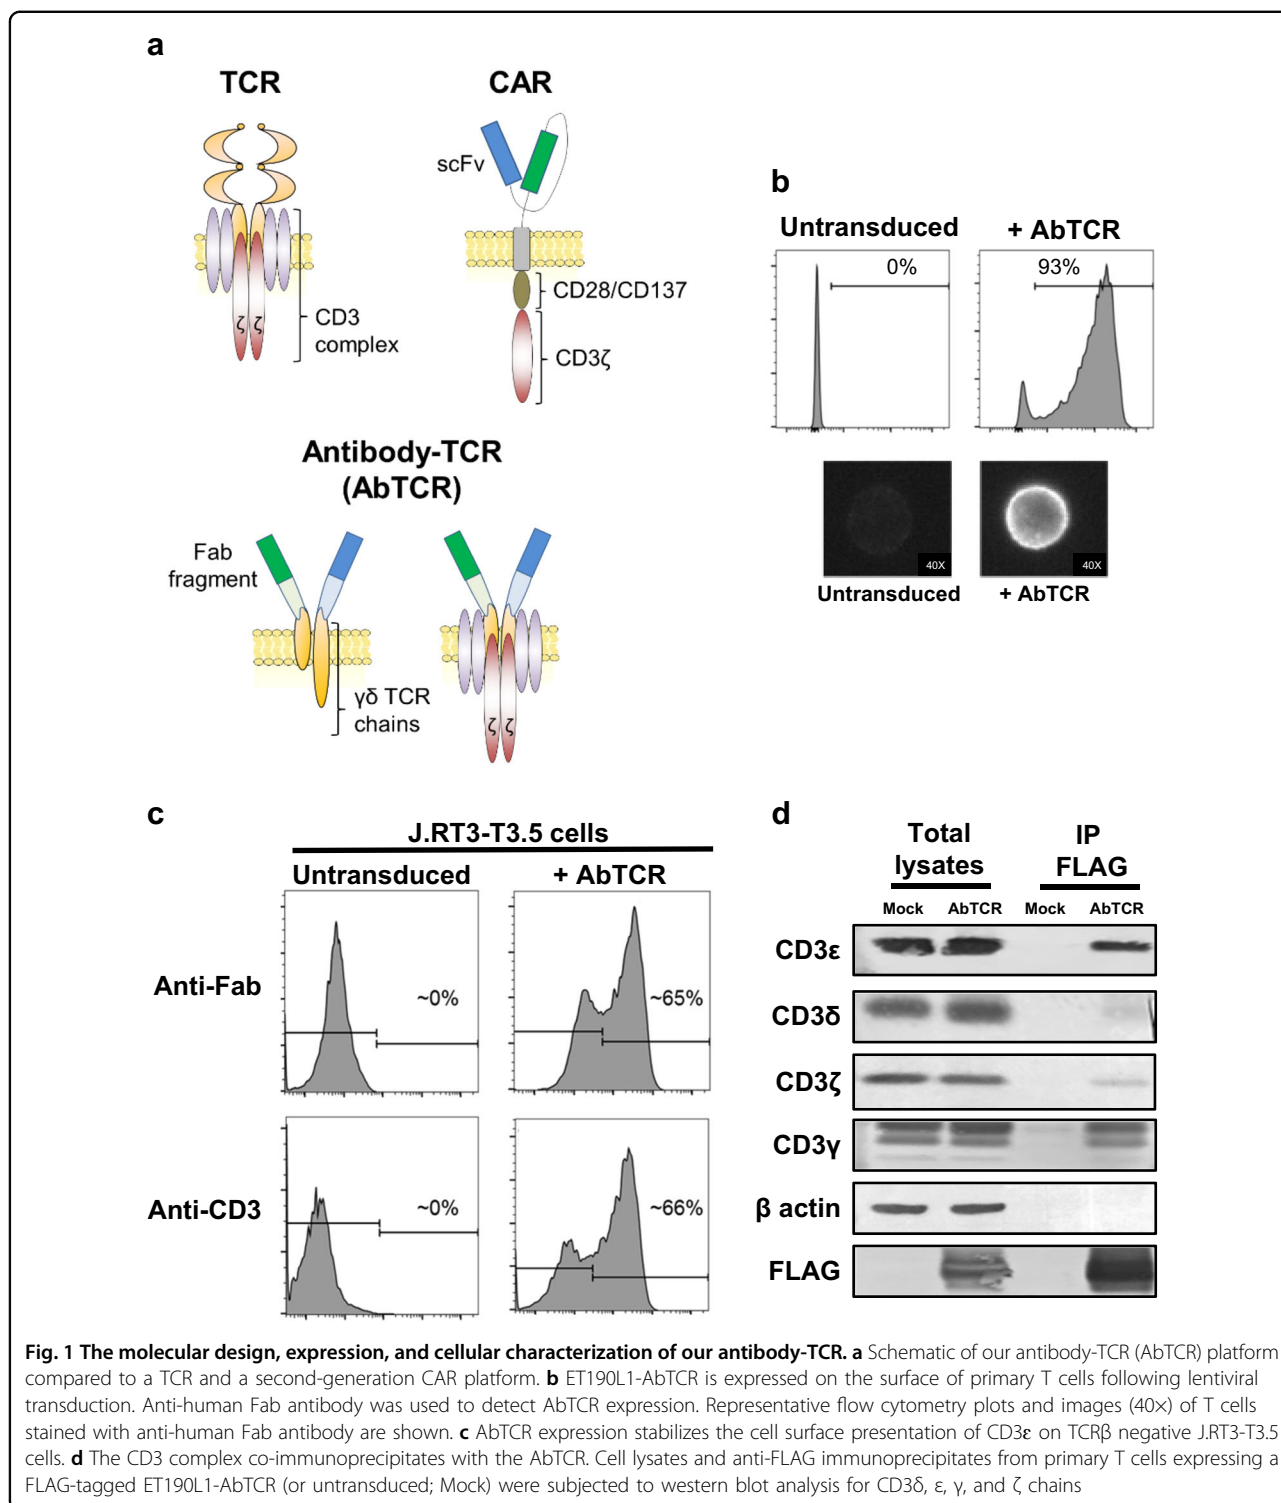 a
TCR
CAR
scFv
CD28/CD137
ζ ζ
CD3
complex
CD3ζ
Antibody-TCR
(AbTCR)
Fab
fragment
γδ TCR
chains
ζ ζ
b
Untransduced
+ AbTCR
0%
93%
40X
40X
Untransduced
+ AbTCR
c
J.RT3-T3.5 cells
Untransduced
+ AbTCR
Anti-Fab
~0%
~65%
Anti-CD3
~0%
~66%
d
Total
lysates
IP
FLAG
Mock AbTCR Mock AbTCR
CD3ε
CD3δ
CD3ζ
CD3γ
β actin
FLAG
Fig. 1 The molecular design, expression, and cellular characterization of our antibody-TCR. a Schematic of our antibody-TCR (AbTCR) platform
compared to a TCR and a second-generation CAR platform. b ET190L1-AbTCR is expressed on the surface of primary T cells following lentiviral
transduction. Anti-human Fab antibody was used to detect AbTCR expression. Representative flow cytometry plots and images (40×) of T cells
stained with anti-human Fab antibody are shown. c AbTCR expression stabilizes the cell surface presentation of CD3ε on TCRβ negative J.RT3-T3.5
cells. d The CD3 complex co-immunoprecipitates with the AbTCR. Cell lysates and anti-FLAG immunoprecipitates from primary T cells expressing a
FLAG-tagged ET190L1-AbTCR (or untransduced; Mock) were subjected to western blot analysis for CD3δ, ε, γ, and ζ chains